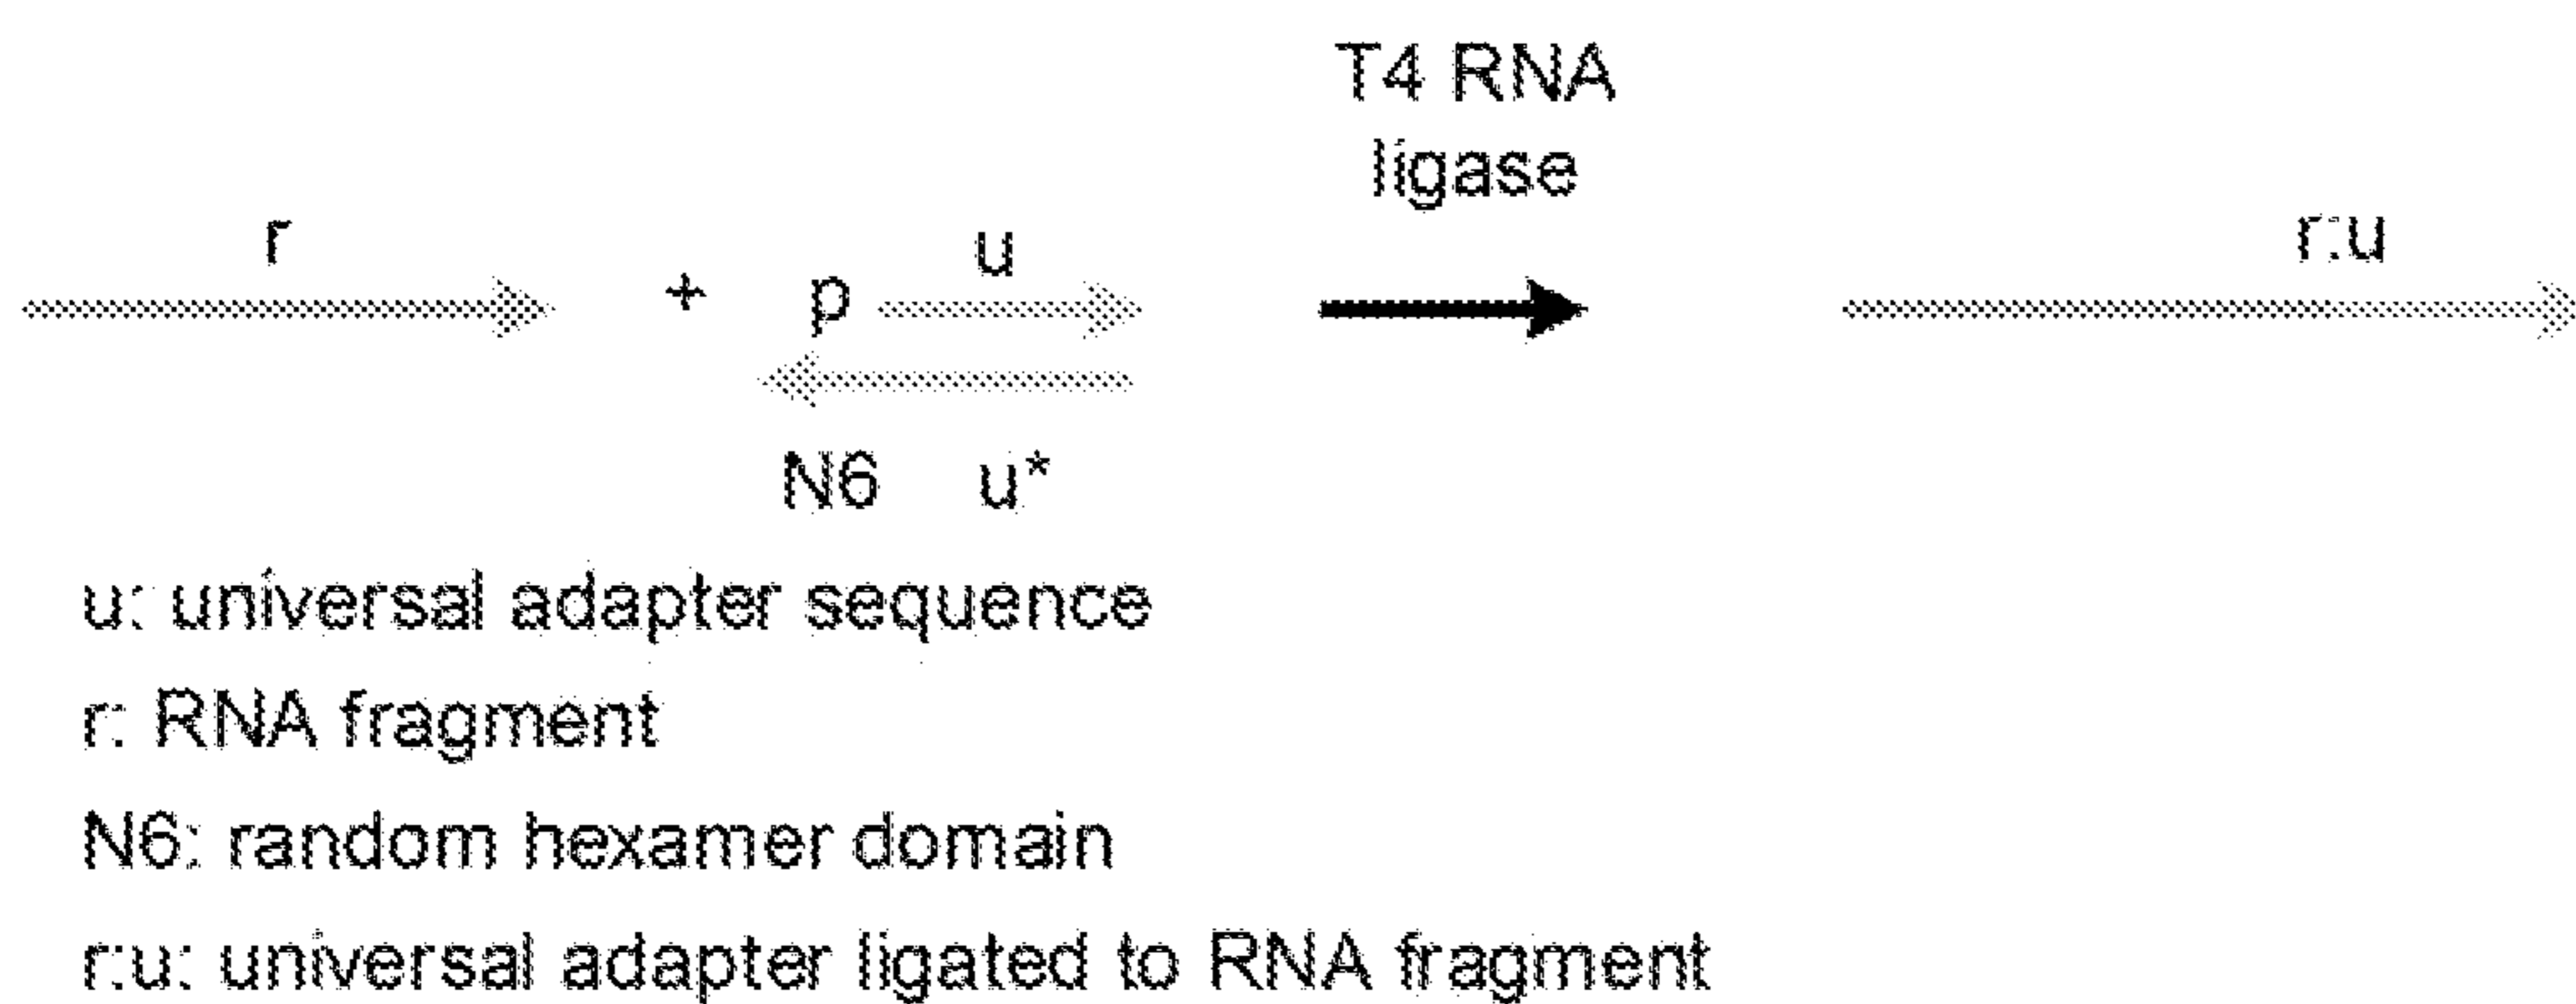 T4 RNA
ligase
r
+ p
u
r:u
N6 u*
u: universal adapter sequence
r: RNA fragment
N6: random hexamer domain
r:u: universal adapter ligated to RNA fragment